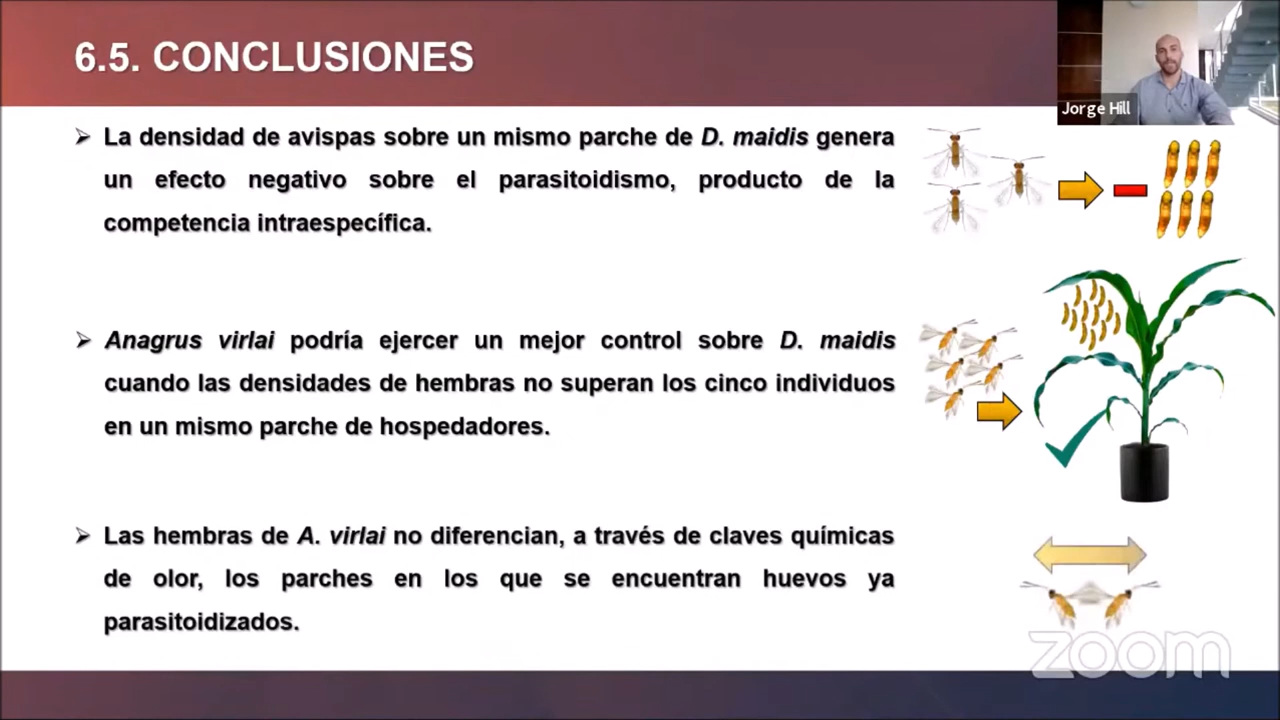 6.5. CONCLUSIONES
Jorge Hill
➢ La densidad de avispas sobre un mismo parche de D. maidis genera
un efecto negativo sobre el parasitoidismo, producto de la
competencia intraespecífica.
➢ Anagrus virlai podría ejercer un mejor control sobre D. maidis
cuando las densidades de hembras no superan los cinco individuos
en un mismo parche de hospedadores.
➢ Las hembras de A. virlai no diferencian, a través de claves químicas
de olor, los parches en los que se encuentran huevos ya
parasitoidizados.
zoom